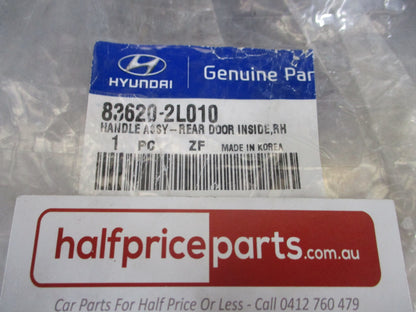 HYUNDAI
Genuine Par
83620-2L010
HANDLE ASSY-REAR DOOR INSIDE,RH
1 PC ZF MADE IN KOREA
halfpriceparts.com.au
Car Parts For Half Price Or Less - Call 0412 760 479